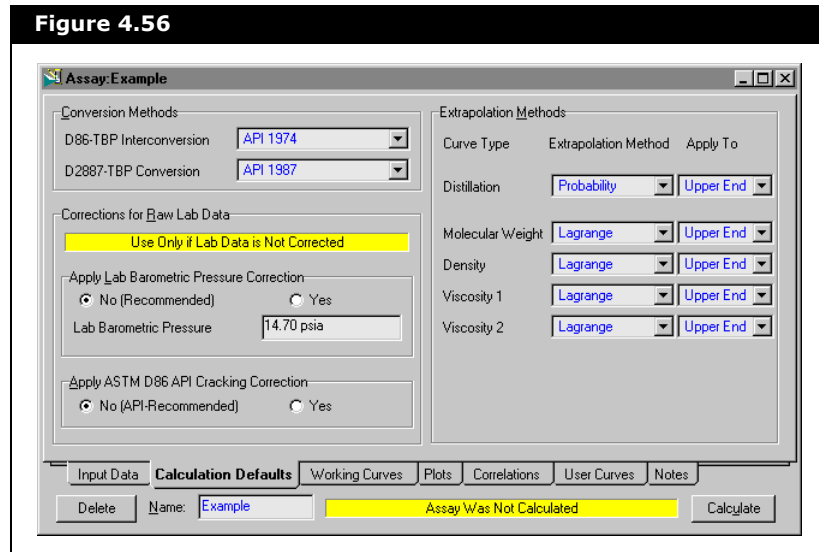 Figure 4.56
Assay:Example
Conversion Methods
D86-TBP Interconversion API 1974
D2887-TBP Conversion API 1987
Corrections for Raw Lab Data
Use Only if Lab Data is Not Corrected
Apply Lab Barometric Pressure Correction
No (Recommended) Yes
Lab Barometric Pressure 14.70 psia
Apply ASTM D86 API Cracking Correction
No (API-Recommended) Yes
Extrapolation Methods
Curve Type Extrapolation Method Apply To
Distillation Probability Upper End
Molecular Weight Lagrange Upper End
Density Lagrange Upper End
Viscosity 1 Lagrange Upper End
Viscosity 2 Lagrange Upper End
Input Data Calculation Defaults Working Curves Plots Correlations User Curves Notes
Delete Name: Example Assay Was Not Calculated Calculate